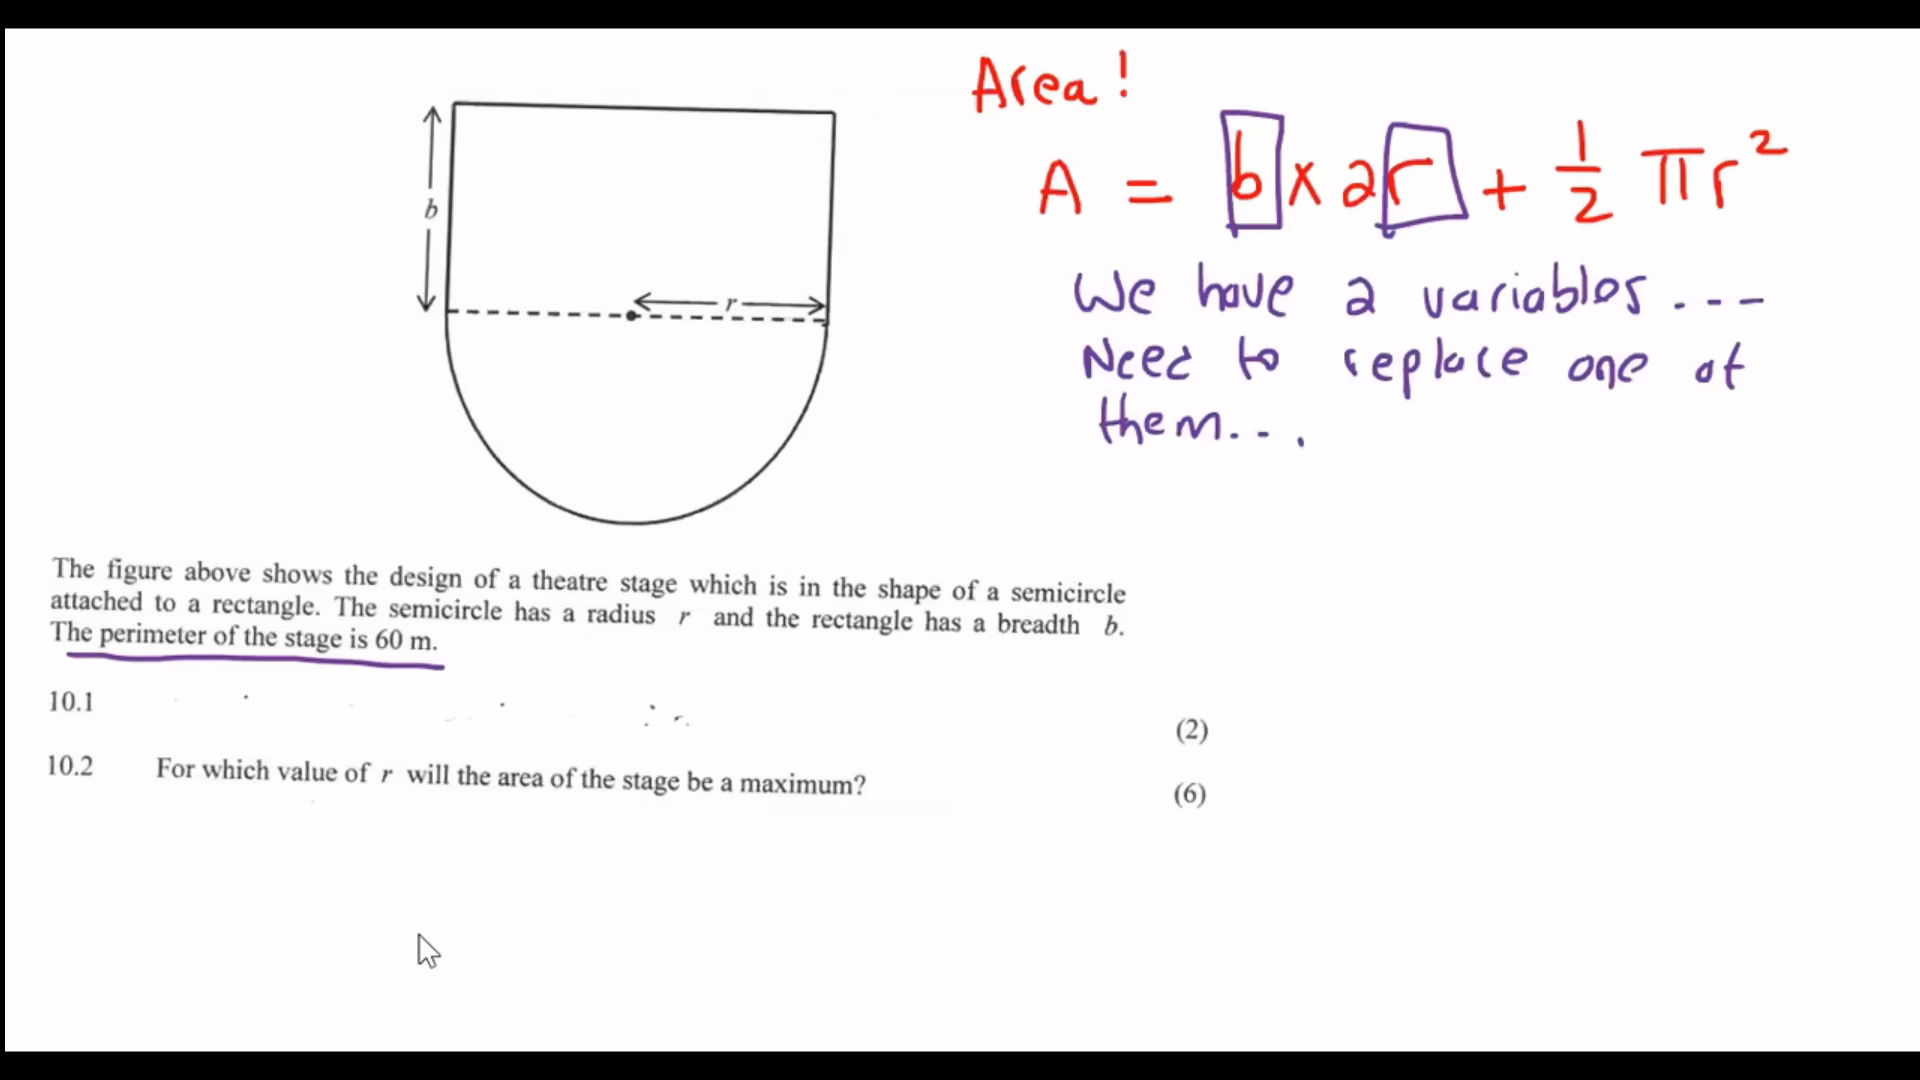 Area!
A = b x 2r + 1/2 πr²
We have 2 variables ...
Need to replace one of
them...
b
r
The figure above shows the design of a theatre stage which is in the shape of a semicircle
attached to a rectangle. The semicircle has a radius r and the rectangle has a breadth b.
The perimeter of the stage is 60 m.
10.1 (2)
10.2 For which value of r will the area of the stage be a maximum? (6)